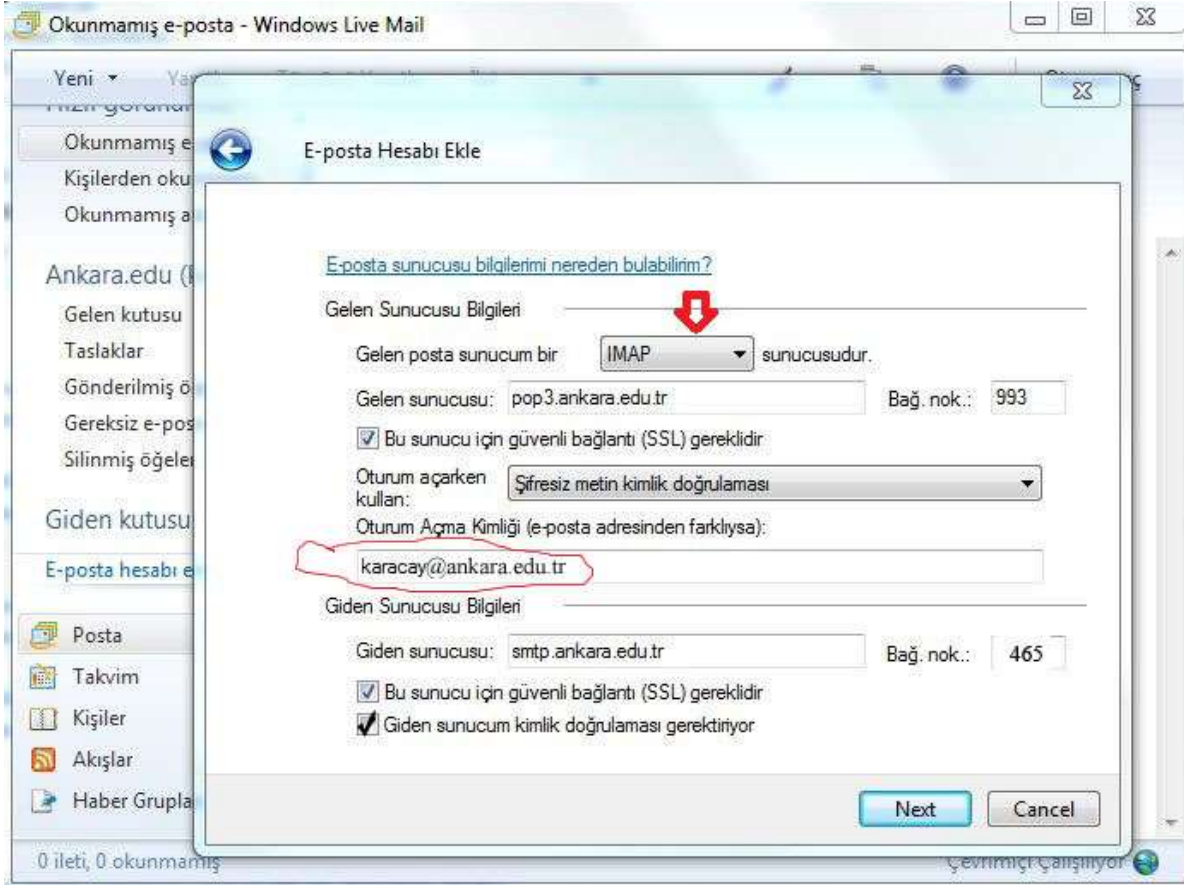 Okunmamış e-posta - Windows Live Mail
Yeni
Okunmamış e
Kişilerden oku
Okunmamış a
Ankara.edu (
Gelen kutusu
Taslaklar
Gönderilmiş ö
Gereksiz e-pos
Silinmiş öğeler
Giden kutusu
E-posta hesabı e
Posta
Takvim
Kişiler
Akışlar
Haber Grupla
0 ileti, 0 okunmamış
Çevrimiçi Çalışılıyor
E-posta Hesabı Ekle
E-posta sunucusu bilgilerimi nereden bulabilirim?
Gelen Sunucusu Bilgileri
Gelen posta sunucum bir IMAP sunucusudur.
Gelen sunucusu: pop3.ankara.edu.tr Bağ. nok.: 993
Bu sunucu için güvenli bağlantı (SSL) gereklidir
Oturum açarken
kullan:
Şifresiz metin kimlik doğrulaması
Oturum Açma Kimliği (e-posta adresinden farklıysa):
karacay@ankara.edu.tr
Giden Sunucusu Bilgileri
Giden sunucusu: smtp.ankara.edu.tr Bağ. nok.: 465
Bu sunucu için güvenli bağlantı (SSL) gereklidir
Giden sunucum kimlik doğrulaması gerektiriyor
Next Cancel